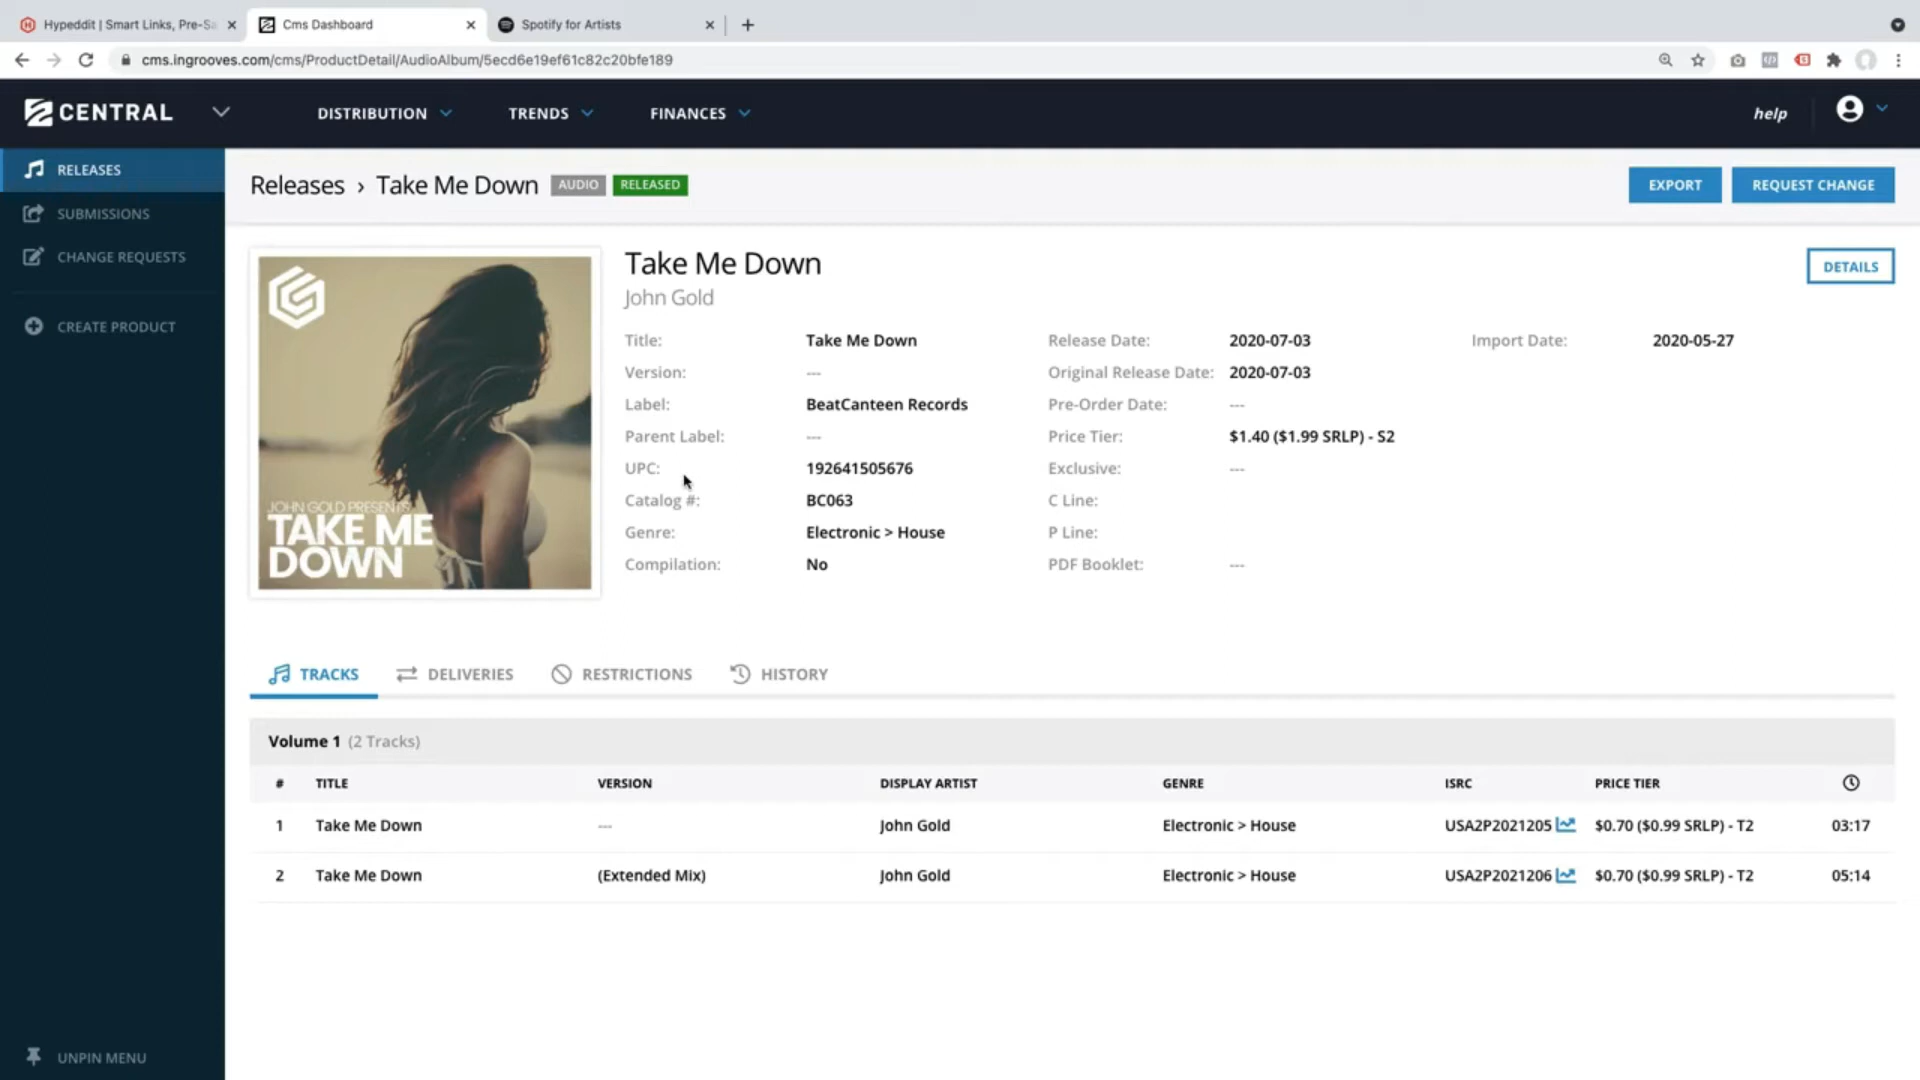 Hypeddit | Smart Links, Pre-Sa
Cms Dashboard
Spotify for Artists
cms.ingrooves.com/cms/ProductDetail/AudioAlbum/5ecd6e19ef61c82c20bfe189
CENTRAL
DISTRIBUTION
TRENDS
FINANCES
help
RELEASES
SUBMISSIONS
CHANGE REQUESTS
CREATE PRODUCT
UNPIN MENU
Releases › Take Me Down AUDIO RELEASED
EXPORT
REQUEST CHANGE
JOHN GOLD PRESENTS
TAKE ME
DOWN
Take Me Down
John Gold
DETAILS
Title: Take Me Down Release Date: 2020-07-03 Import Date: 2020-05-27
Version: --- Original Release Date: 2020-07-03
Label: BeatCanteen Records Pre-Order Date: ---
Parent Label: --- Price Tier: $1.40 ($1.99 SRLP) - S2
UPC: 192641505676 Exclusive: ---
Catalog #: BC063 C Line:
Genre: Electronic > House P Line:
Compilation: No PDF Booklet: ---
TRACKS DELIVERIES RESTRICTIONS HISTORY
Volume 1 (2 Tracks)
# TITLE VERSION DISPLAY ARTIST GENRE ISRC PRICE TIER
1 Take Me Down --- John Gold Electronic > House USA2P2021205 $0.70 ($0.99 SRLP) - T2 03:17
2 Take Me Down (Extended Mix) John Gold Electronic > House USA2P2021206 $0.70 ($0.99 SRLP) - T2 05:14